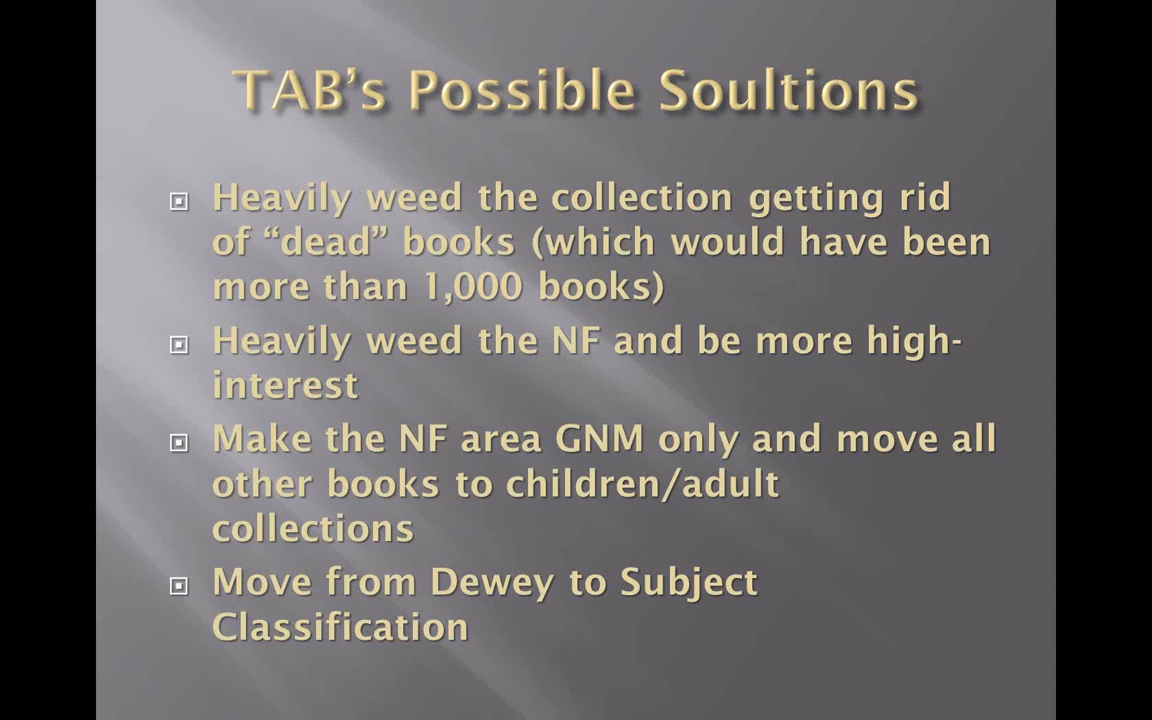 TAB’s Possible Soultions
Heavily weed the collection getting rid
of “dead” books (which would have been
more than 1,000 books)
Heavily weed the NF and be more high-
interest
Make the NF area GNM only and move all
other books to children/adult
collections
Move from Dewey to Subject
Classification